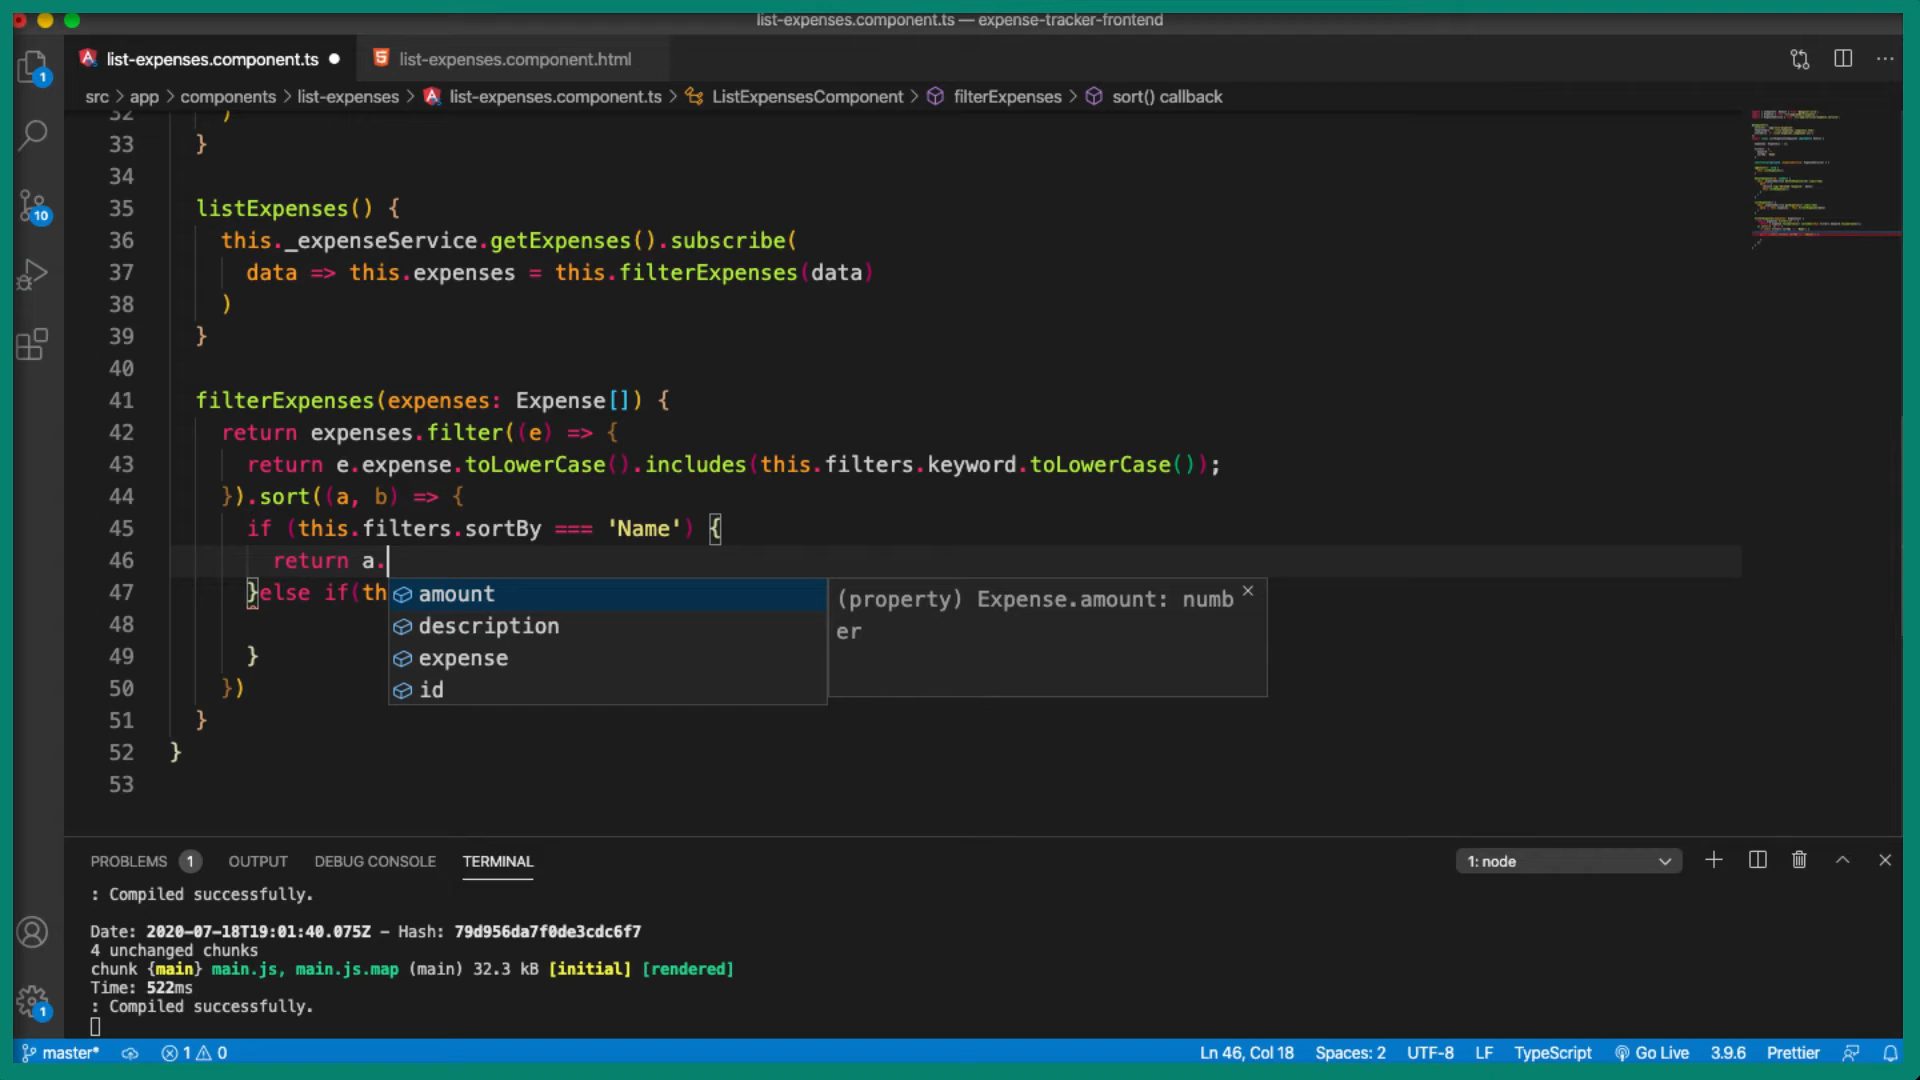 list-expenses.component.ts — expense-tracker-frontend
list-expenses.component.ts
list-expenses.component.html
src > app > components > list-expenses > list-expenses.component.ts > ListExpensesComponent > filterExpenses > sort() callback
32 )
33 }
34
35 listExpenses() {
36 this._expenseService.getExpenses().subscribe(
37 data => this.expenses = this.filterExpenses(data)
38 )
39 }
40
41 filterExpenses(expenses: Expense[]) {
42 return expenses.filter((e) => {
43 return e.expense.toLowerCase().includes(this.filters.keyword.toLowerCase());
44 }).sort((a, b) => {
45 if (this.filters.sortBy === 'Name') {
46 return a.
47 }else if(th
48
49 }
50 })
51 }
52 }
53
amount
description
expense
id
(property) Expense.amount: numb
er
1
10
1
PROBLEMS 1 OUTPUT DEBUG CONSOLE TERMINAL
1: node
: Compiled successfully.
Date: 2020-07-18T19:01:40.075Z - Hash: 79d956da7f0de3cdc6f7
4 unchanged chunks
chunk {main} main.js, main.js.map (main) 32.3 kB [initial] [rendered]
Time: 522ms
: Compiled successfully.
master* 1 0 Ln 46, Col 18 Spaces: 2 UTF-8 LF TypeScript Go Live 3.9.6 Prettier